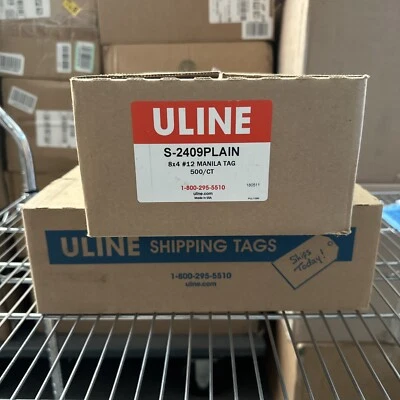 ULINE
S-2409PLAIN
8x4 #12 MANILA TAG
500/CT
1-800-295-5510
uline.com
Made in USA
ULINE SHIPPING TAGS
Ships Today!
1-800-295-5510
uline.com